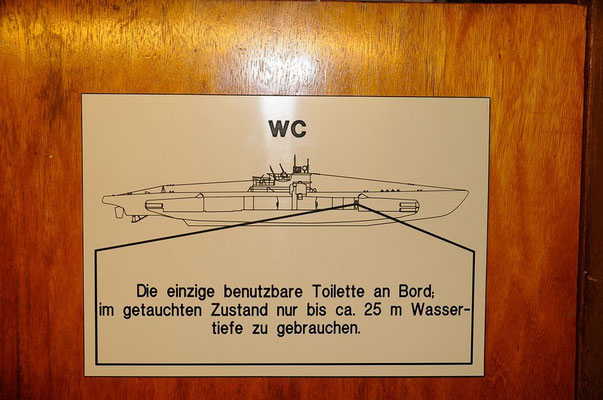 WC
Die einzige benutzbare Toilette an Bord;
im getauchten Zustand nur bis ca. 25 m Wasser-
tiefe zu gebrauchen.